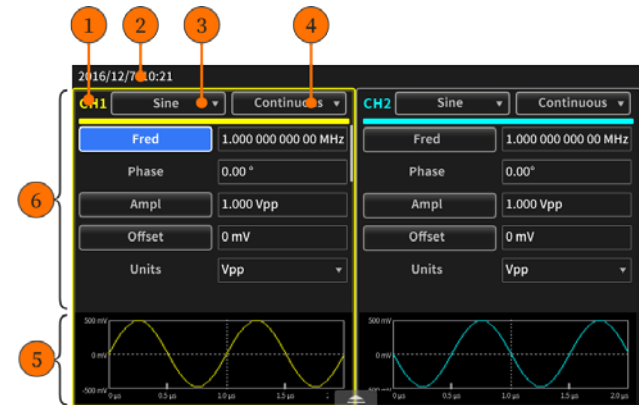 1 2 3 4
2016/12/7 10:21
CH1 Sine Continuous CH2 Sine Continuous
Fred 1.000 000 000 00 MHz Fred 1.000 000 000 00 MHz
Phase 0.00 ° Phase 0.00°
6 Ampl 1.000 Vpp Ampl 1.000 Vpp
Offset 0 mV Offset 0 mV
Units Vpp Units Vpp
500 mV 500 mV
5 0 mV 0 mV
-500 mV
0 μs 0.5 μs 1.0 μs 1.5 μs 0 μs 0.5 μs 1.0 μs 1.5 μs 2.0 μs